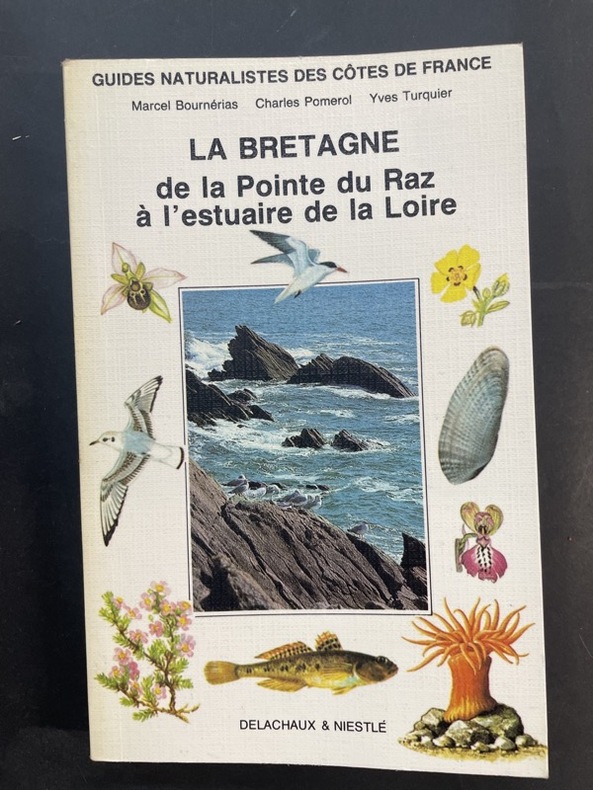 GUIDES NATURALISTES DES CÔTES DE FRANCE
Marcel Bournérias Charles Pomerol Yves Turquier
LA BRETAGNE
de la Pointe du Raz
à l'estuaire de la Loire
DELACHAUX & NIESTLÉ